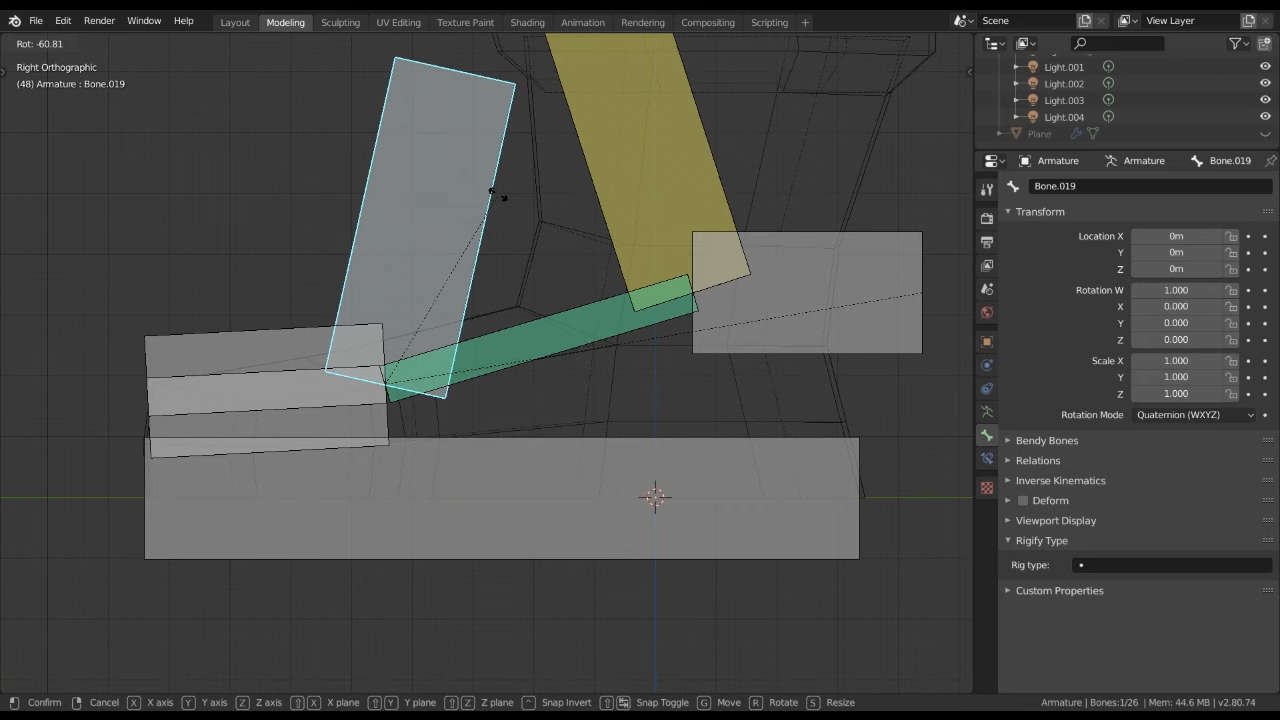 File Edit Render Window Help Layout Modeling Sculpting UV Editing Texture Paint Shading Animation Rendering Compositing Scripting + Scene View Layer
Rot: -60.81
Right Orthographic
(48) Armature : Bone.019
Light.001
Light.002
Light.003
Light.004
Plane
Armature Armature Bone.019
Bone.019
Transform
Location X 0m
Y 0m
Z 0m
Rotation W 1.000
X 0.000
Y 0.000
Z 0.000
Scale X 1.000
Y 1.000
Z 1.000
Rotation Mode Quaternion (WXYZ)
Bendy Bones
Relations
Inverse Kinematics
Deform
Viewport Display
Rigify Type
Rig type:
Custom Properties
Confirm Cancel X X axis Y Y axis Z Z axis X X plane Y Y plane Z Z plane Snap Invert Snap Toggle G Move R Rotate S Resize Armature | Bones:1/26 | Mem: 44.6 MB | v2.80.74